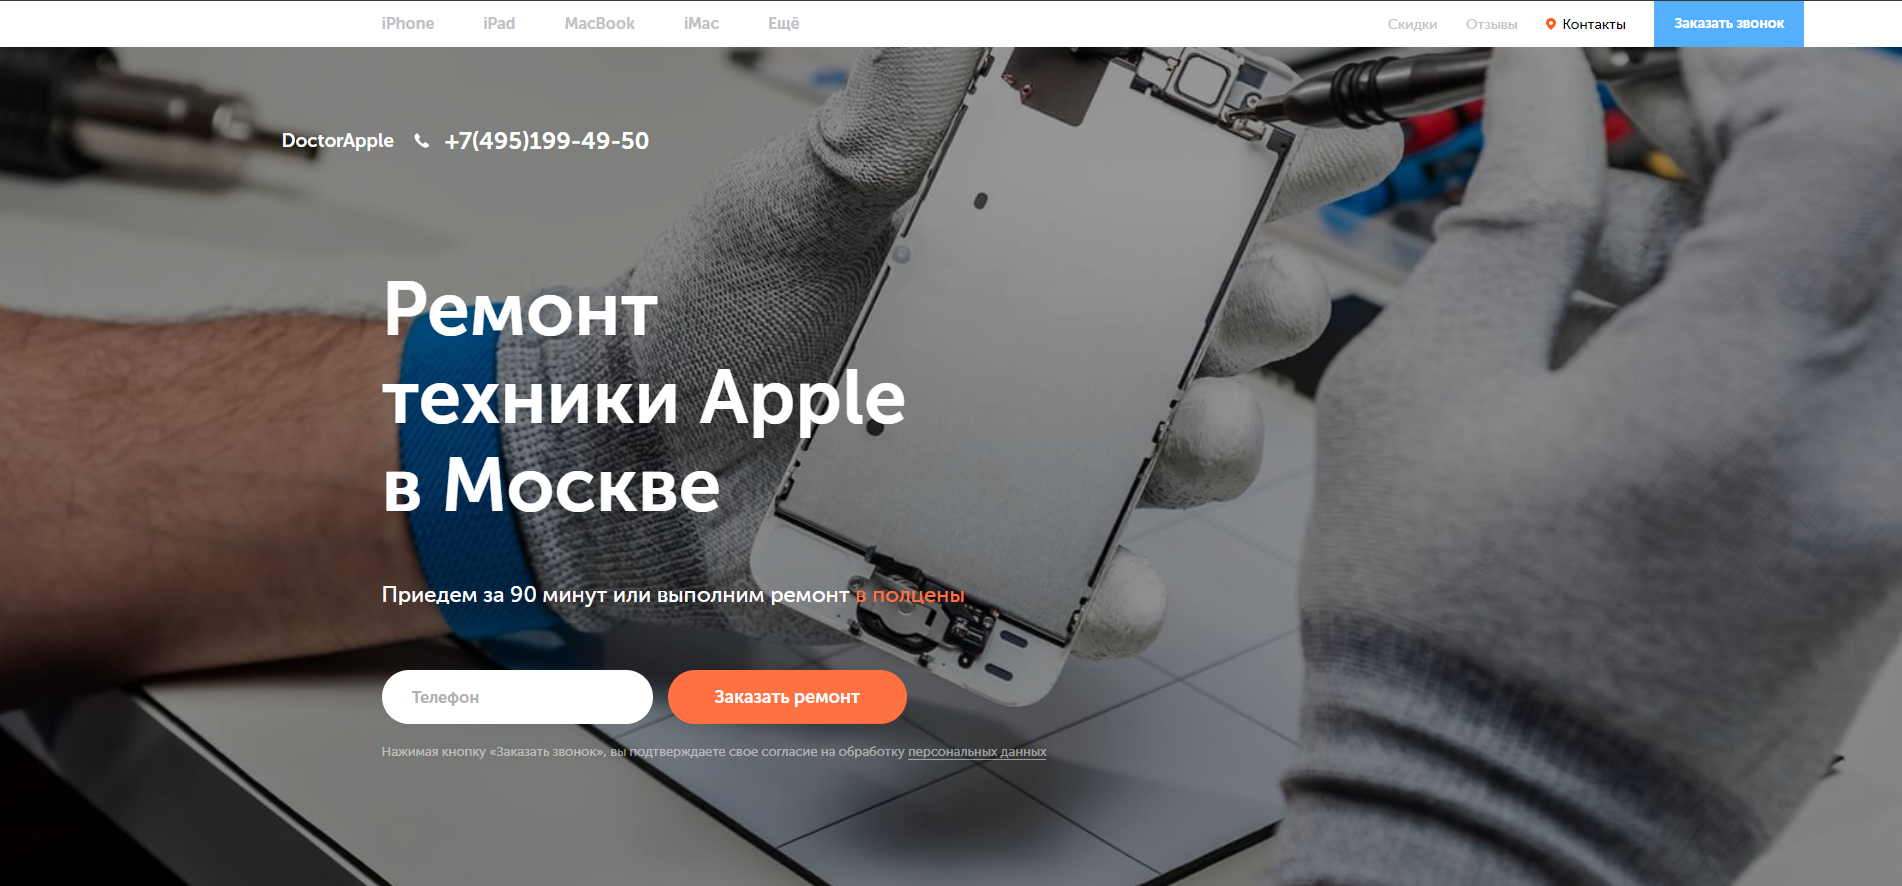 iPhone iPad MacBook iMac Ещё Скидки Отзывы Контакты Заказать звонок
DoctorApple +7(495)199-49-50
Ремонт
техники Apple
в Москве
Приедем за 90 минут или выполним ремонт в полцены
Телефон Заказать ремонт
Нажимая кнопку «Заказать звонок», вы подтверждаете свое согласие на обработку персональных данных